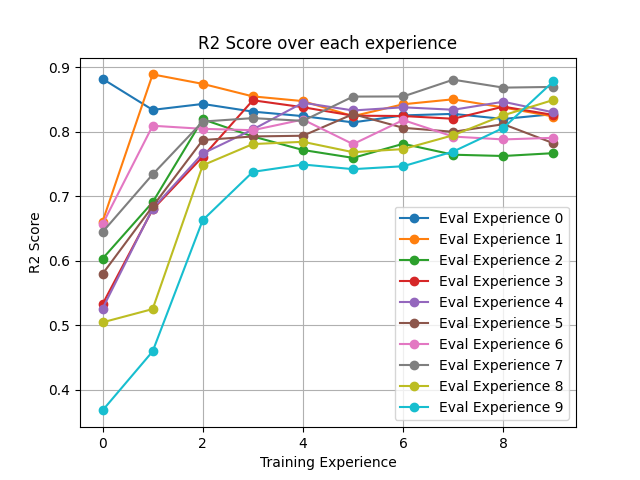 R2 Score over each experience
R2 Score
0.9
0.8
0.7
0.6
0.5
0.4
0 2 4 6 8
Training Experience
Eval Experience 0
Eval Experience 1
Eval Experience 2
Eval Experience 3
Eval Experience 4
Eval Experience 5
Eval Experience 6
Eval Experience 7
Eval Experience 8
Eval Experience 9